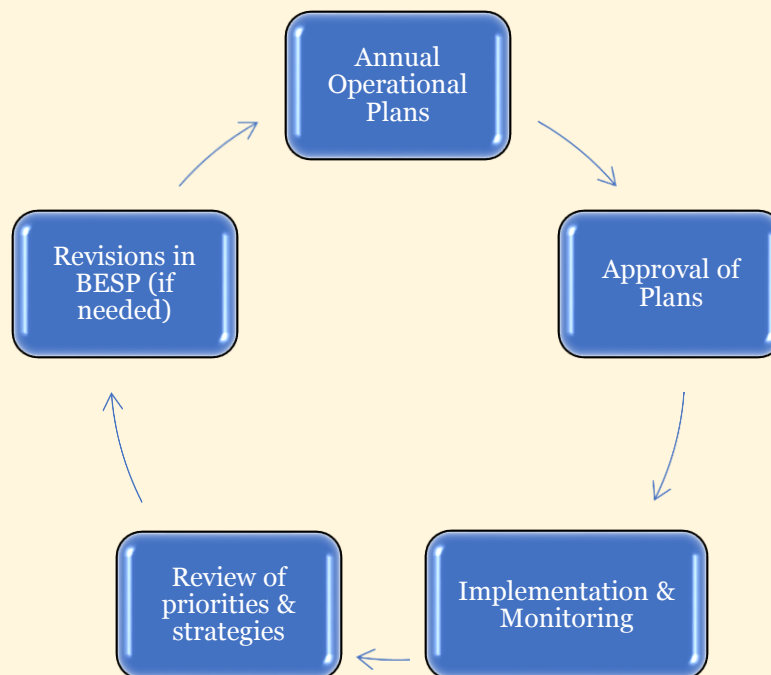 Annual
Operational
Plans
Approval of
Plans
Implementation &
Monitoring
Review of
priorities &
strategies
Revisions in
BESP (if
needed)